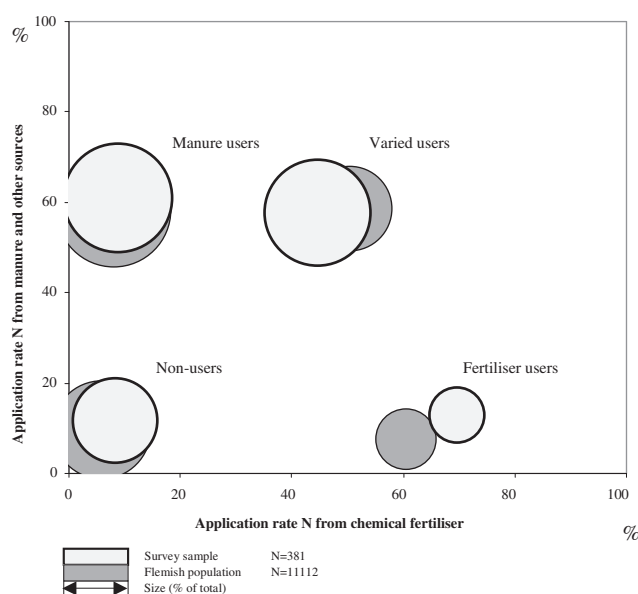 %
100
80
60
40
20
0
Application rate N from manure and other sources
Manure users
Varied users
Non-users
Fertiliser users
0 20 40 60 80 100
Application rate N from chemical fertiliser
%
Survey sample N=381
Flemish population N=11112
Size (% of total)